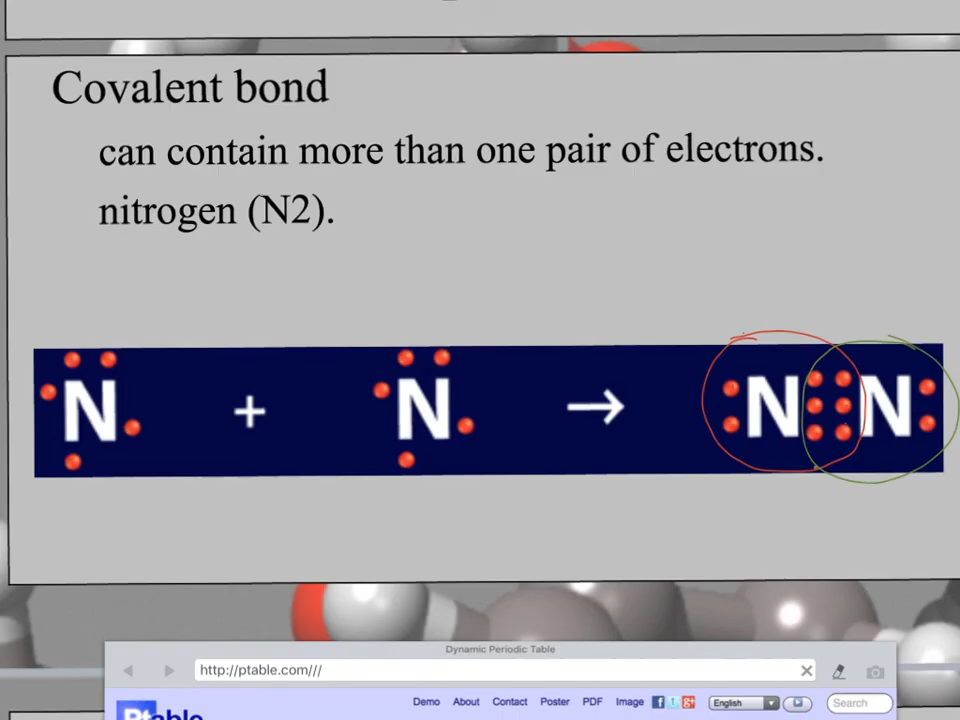 Covalent bond
can contain more than one pair of electrons.
nitrogen (N2).
N + N → N N
Dynamic Periodic Table
http://ptable.com///
Demo About Contact Poster PDF Image English Search
Ptable